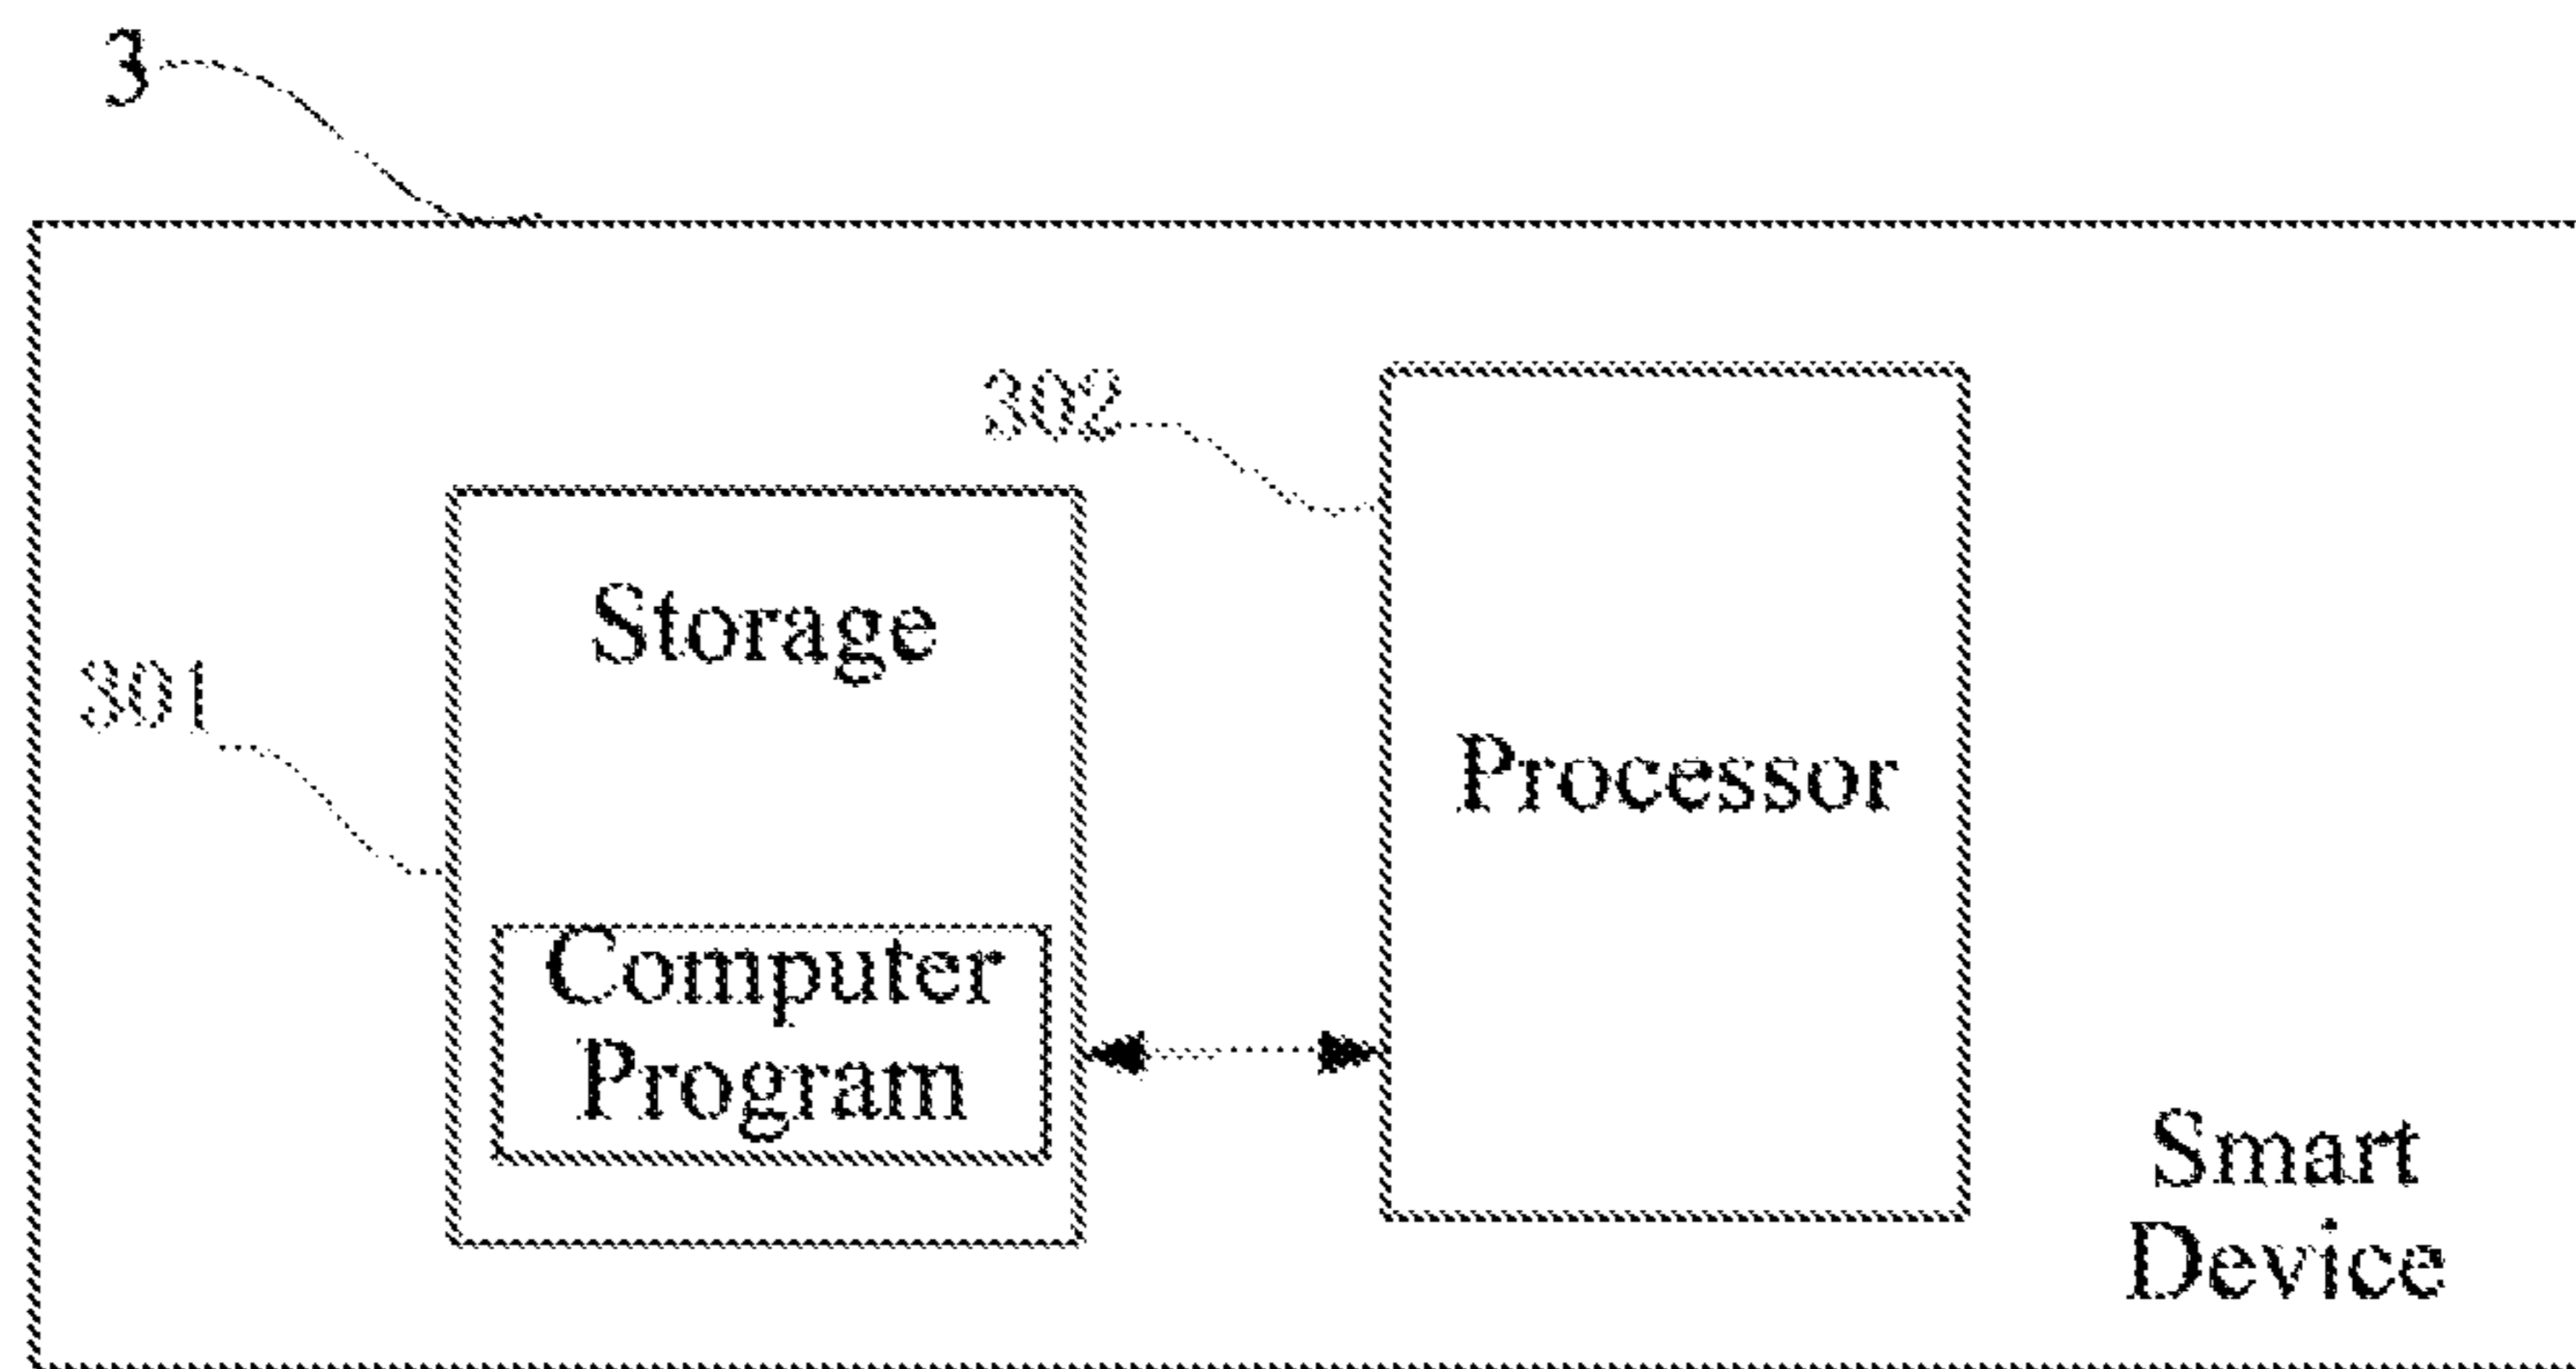 3
302
Storage
301
Processor
Computer
Program
Smart
Device